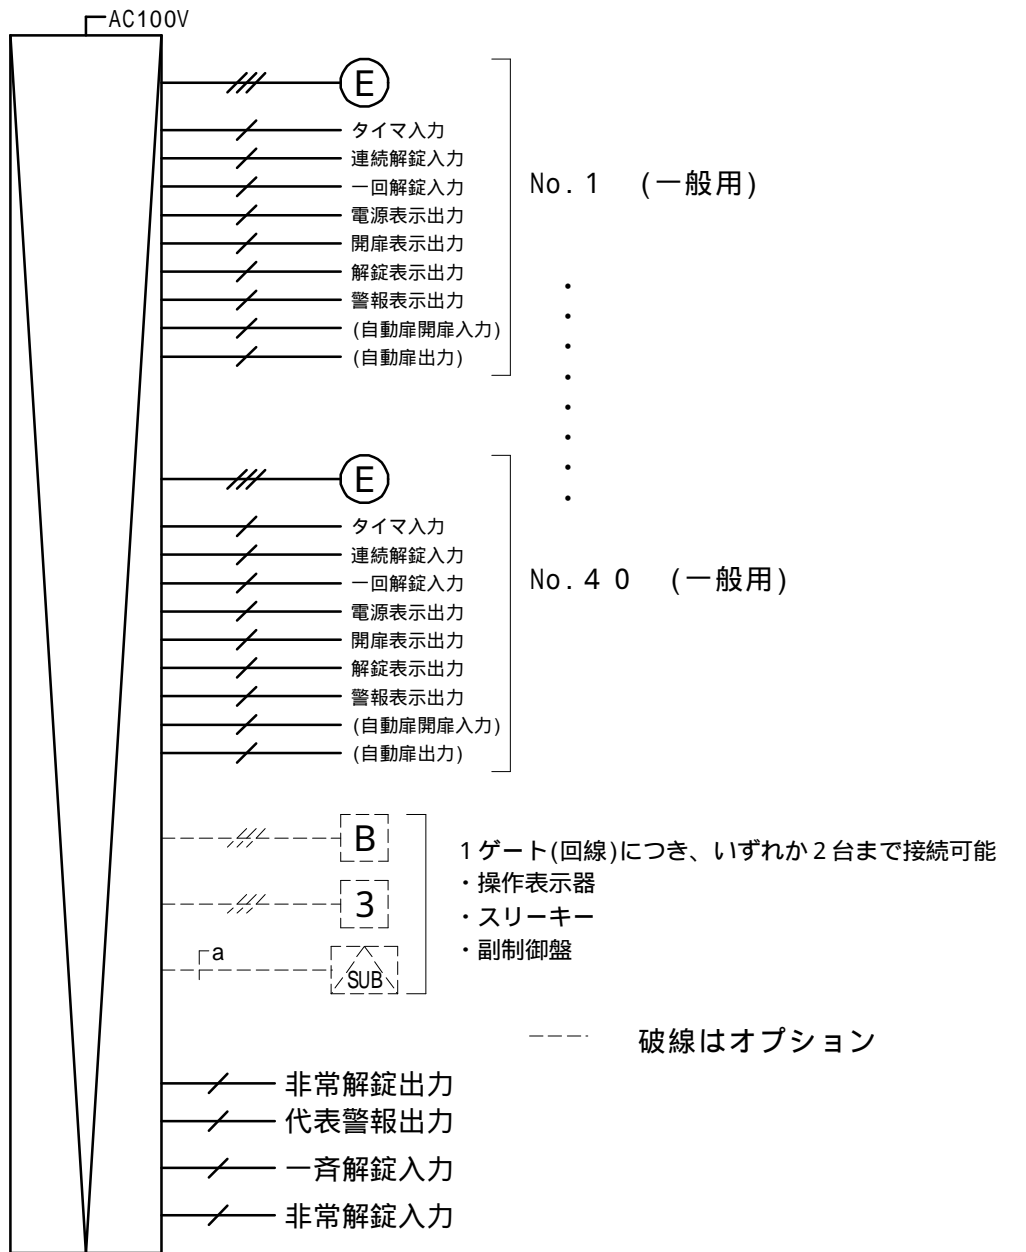 AC100V
E
タイマ入力
連続解錠入力
一回解錠入力
電源表示出力
開扉表示出力
解錠表示出力
警報表示出力
(自動扉開扉入力)
(自動扉出力)
No.1 (一般用)
E
タイマ入力
連続解錠入力
一回解錠入力
電源表示出力
開扉表示出力
解錠表示出力
警報表示出力
(自動扉開扉入力)
(自動扉出力)
No.40 (一般用)
B
3
a
SUB
1ゲート(回線)につき、いずれか2台まで接続可能
・操作表示器
・スリーキー
・副制御盤
破線はオプション
非常解錠出力
代表警報出力
一斉解錠入力
非常解錠入力